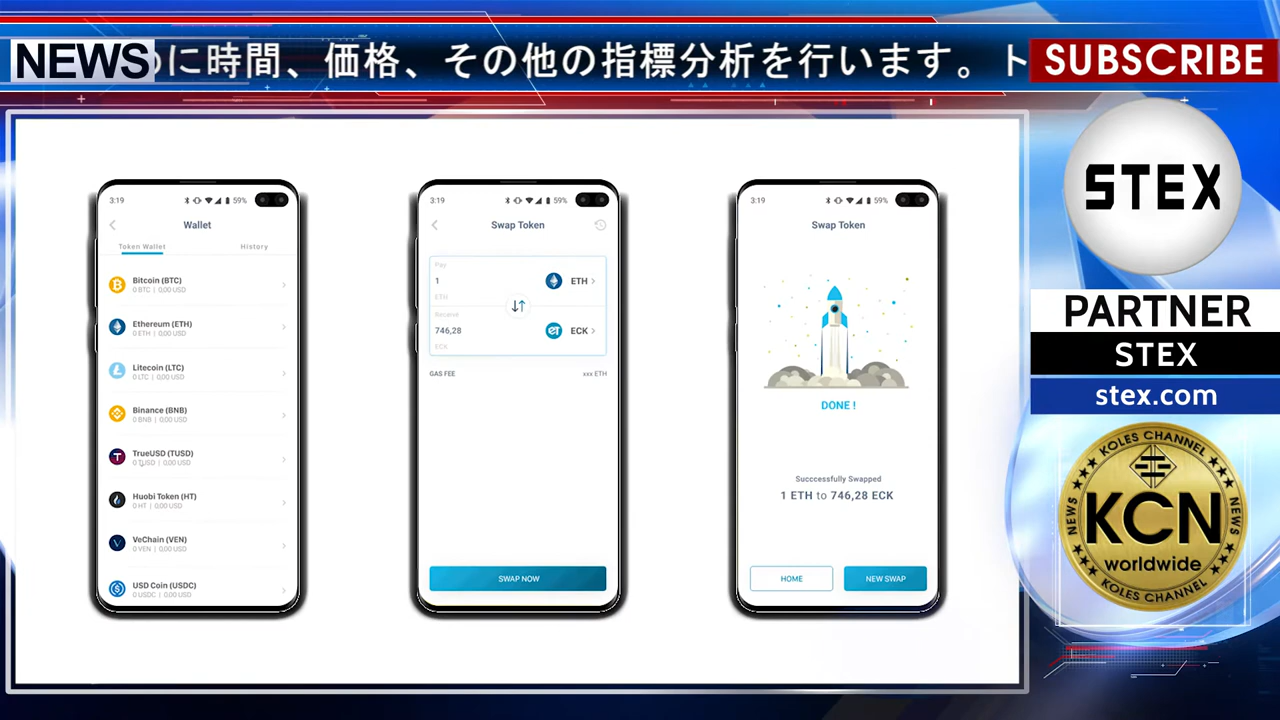 NEWS
に時間、価格、その他の指標分析を行います。ト
SUBSCRIBE
3:19
59%
Wallet
Token Wallet
History
Bitcoin (BTC)
0 BTC | 0,00 USD
Ethereum (ETH)
0 ETH | 0,00 USD
Litecoin (LTC)
0 LTC | 0,00 USD
Binance (BNB)
0 BNB | 0,00 USD
TrueUSD (TUSD)
0 TUSD | 0,00 USD
Huobi Token (HT)
0 HT | 0,00 USD
VeChain (VEN)
0 VEN | 0,00 USD
USD Coin (USDC)
0 USDC | 0,00 USD
3:19
59%
Swap Token
Pay
1
ETH
ETH
Receive
746,28
ECK
ECK
GAS FEE
xxx ETH
SWAP NOW
3:19
59%
Swap Token
DONE !
Succcessfully Swapped
1 ETH to 746,28 ECK
HOME
NEW SWAP
STEX
PARTNER
STEX
stex.com
KOLES CHANNEL
NEWS
KCN
NEWS
worldwide
KOLES CHANNEL